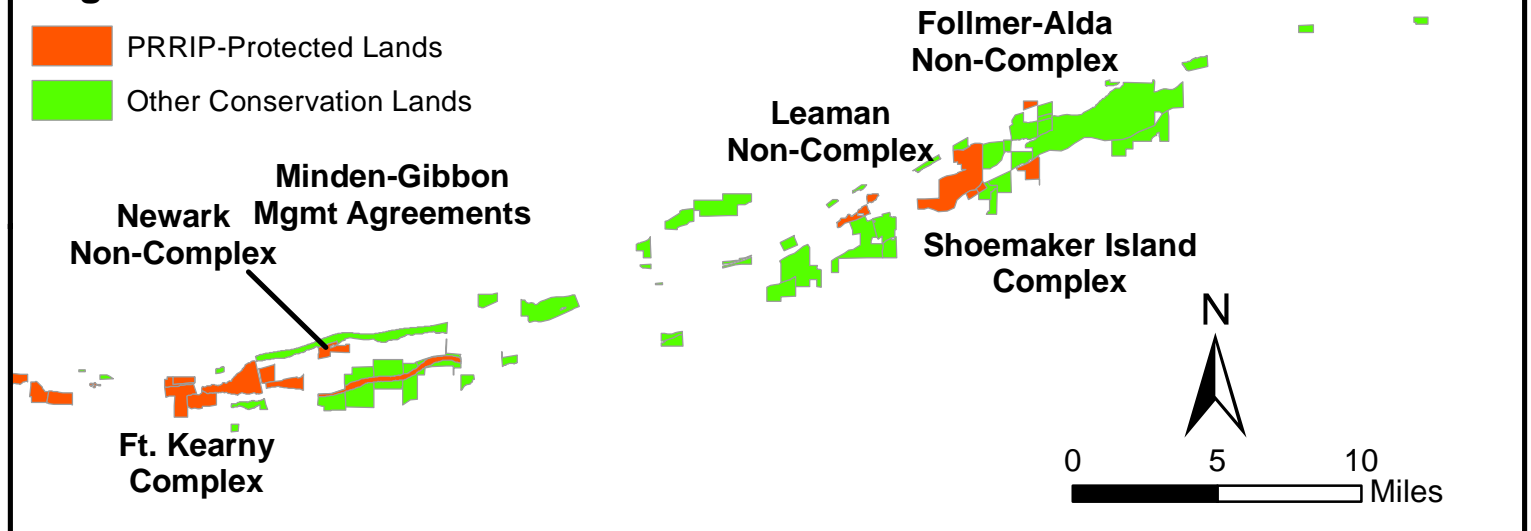 PRRIP-Protected Lands
Other Conservation Lands
Follmer-Alda
Non-Complex
Leaman
Non-Complex
Minden-Gibbon
Mgmt Agreements
Newark
Non-Complex
Shoemaker Island
Complex
Ft. Kearny
Complex
N
0 5 10
Miles